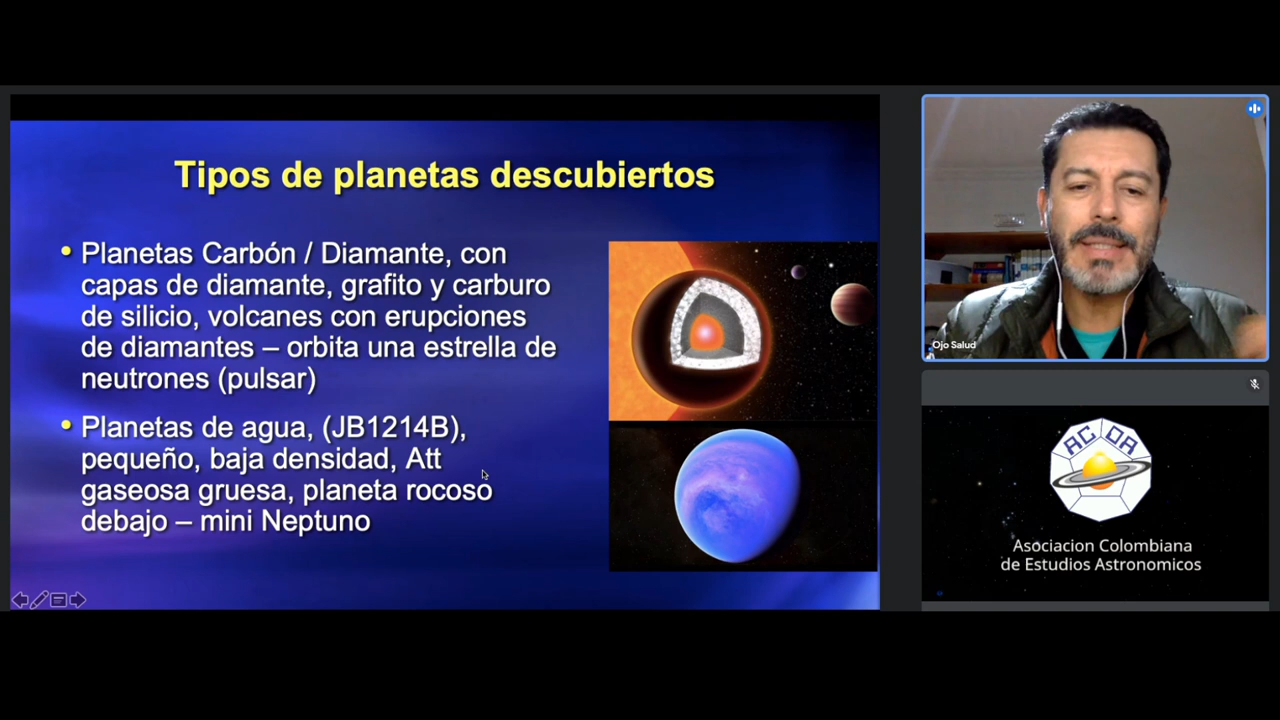 Tipos de planetas descubiertos
• Planetas Carbón / Diamante, con
capas de diamante, grafito y carburo
de silicio, volcanes con erupciones
de diamantes – orbita una estrella de
neutrones (pulsar)
• Planetas de agua, (JB1214B),
pequeño, baja densidad, Att
gaseosa gruesa, planeta rocoso
debajo – mini Neptuno
Ojo Salud
ACDA
Asociacion Colombiana
de Estudios Astronomicos